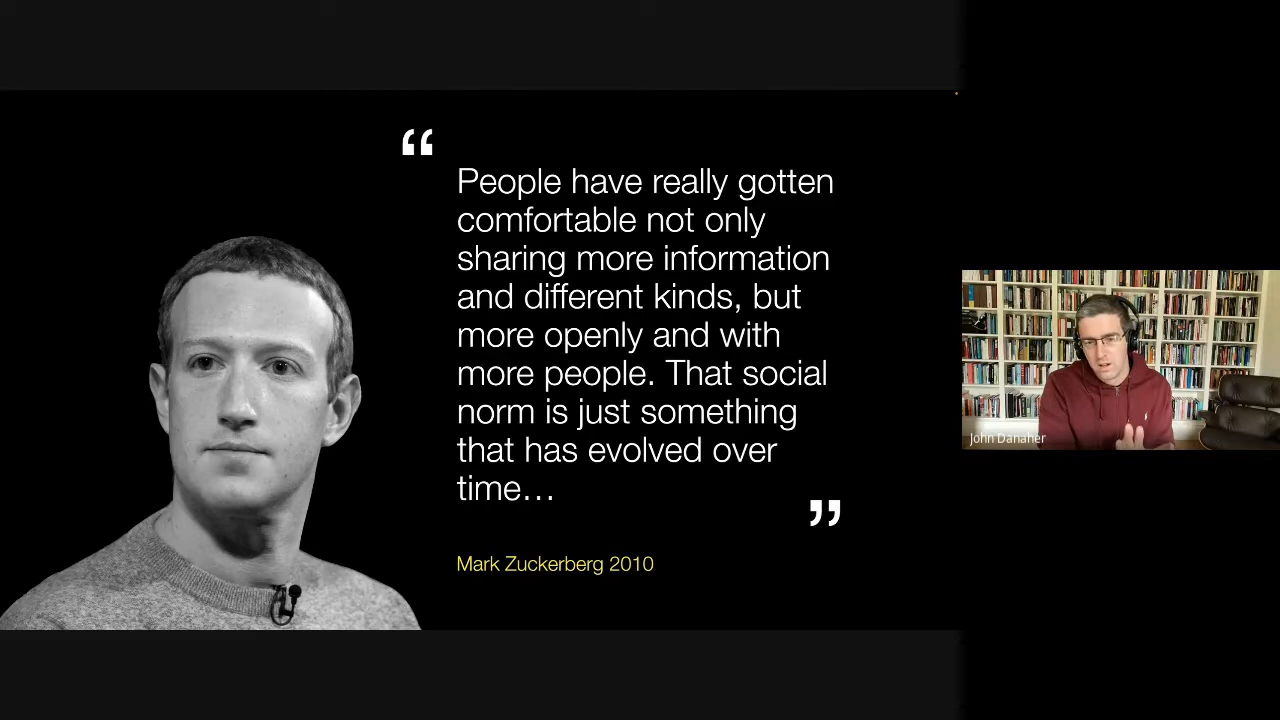 “
People have really gotten
comfortable not only
sharing more information
and different kinds, but
more openly and with
more people. That social
norm is just something
that has evolved over
time…
”
Mark Zuckerberg 2010
John Danaher